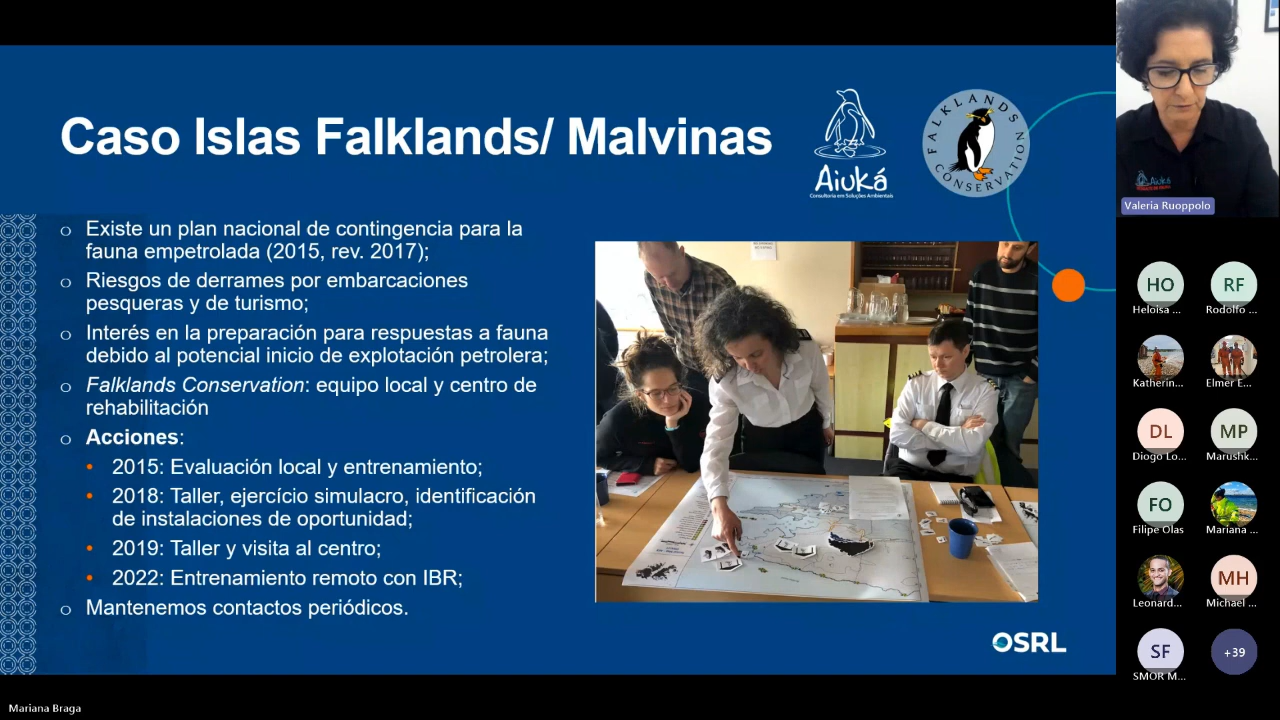 Caso Islas Falklands/ Malvinas
Aiuká
Consultoria em Soluções Ambientais
FALKLANDS CONSERVATION
o Existe un plan nacional de contingencia para la
fauna empetrolada (2015, rev. 2017);
o Riesgos de derrames por embarcaciones
pesqueras y de turismo;
o Interés en la preparación para respuestas a fauna
debido al potencial inicio de explotación petrolera;
o Falklands Conservation: equipo local y centro de
rehabilitación
o Acciones:
• 2015: Evaluación local y entrenamiento;
• 2018: Taller, ejercício simulacro, identificación
de instalaciones de oportunidad;
• 2019: Taller y visita al centro;
• 2022: Entrenamiento remoto con IBR;
o Mantenemos contactos periódicos.
OSRL
Aiuká
Valeria Ruoppolo
HO
RF
Heloisa ...
Rodolfo ...
Katherin...
Elmer E...
DL
MP
Diogo Lo...
Marushk...
FO
Filipe Olas
Mariana ...
MH
Leonard...
Michael ...
SF
+39
SMOR M...
Mariana Braga